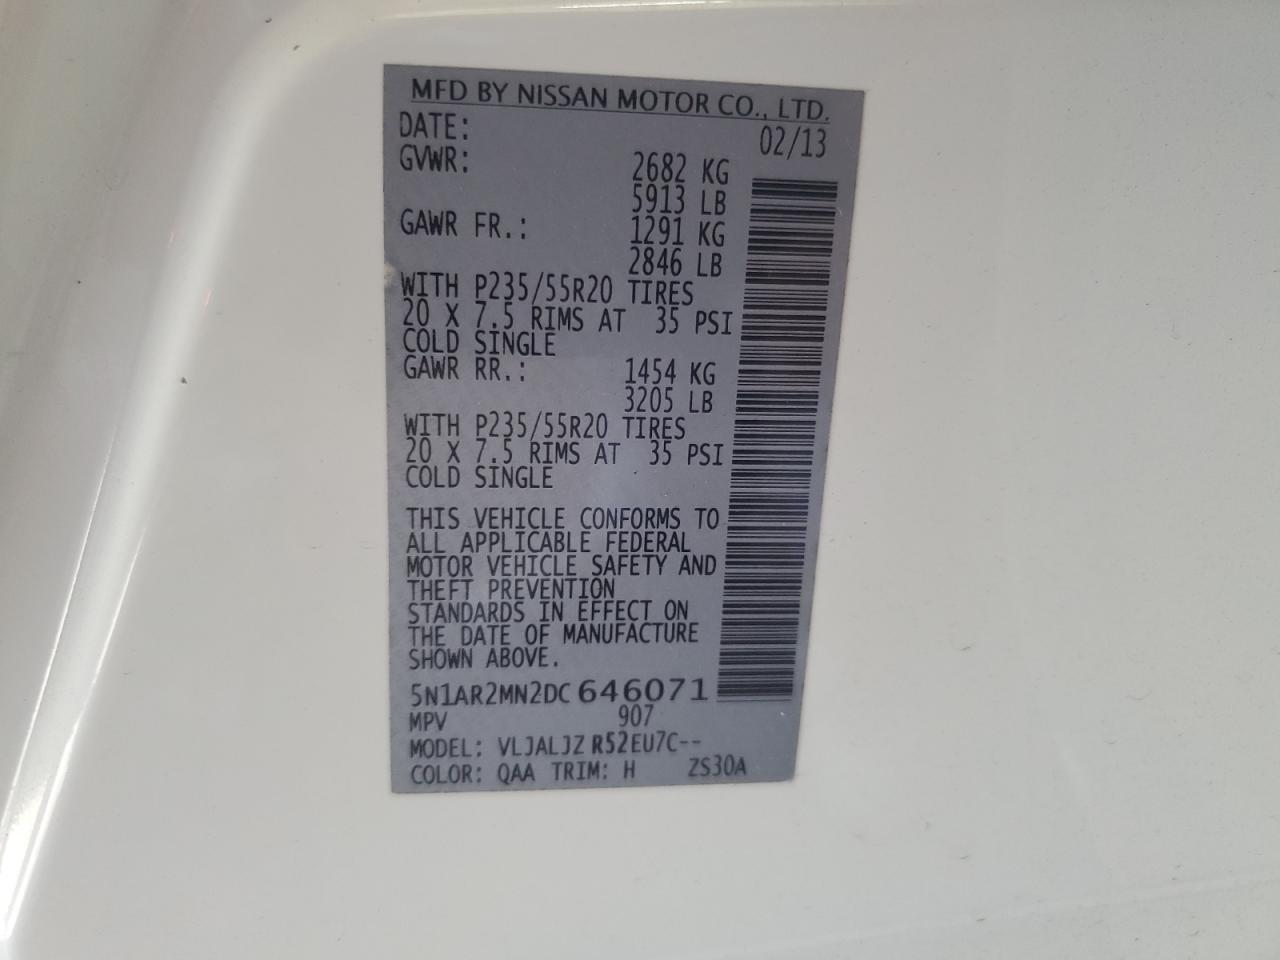 MFD BY NISSAN MOTOR CO., LTD.
DATE: 02/13
GVWR: 2682 KG
5913 LB
GAWR FR.: 1291 KG
2846 LB
WITH P235/55R20 TIRES
20 X 7.5 RIMS AT 35 PSI
COLD SINGLE
GAWR RR.: 1454 KG
3205 LB
WITH P235/55R20 TIRES
20 X 7.5 RIMS AT 35 PSI
COLD SINGLE
THIS VEHICLE CONFORMS TO
ALL APPLICABLE FEDERAL
MOTOR VEHICLE SAFETY AND
THEFT PREVENTION
STANDARDS IN EFFECT ON
THE DATE OF MANUFACTURE
SHOWN ABOVE.
5N1AR2MN2DC 646071
MPV 907
MODEL: VLJALJZ R52EU7C--
COLOR: QAA TRIM: H ZS30A